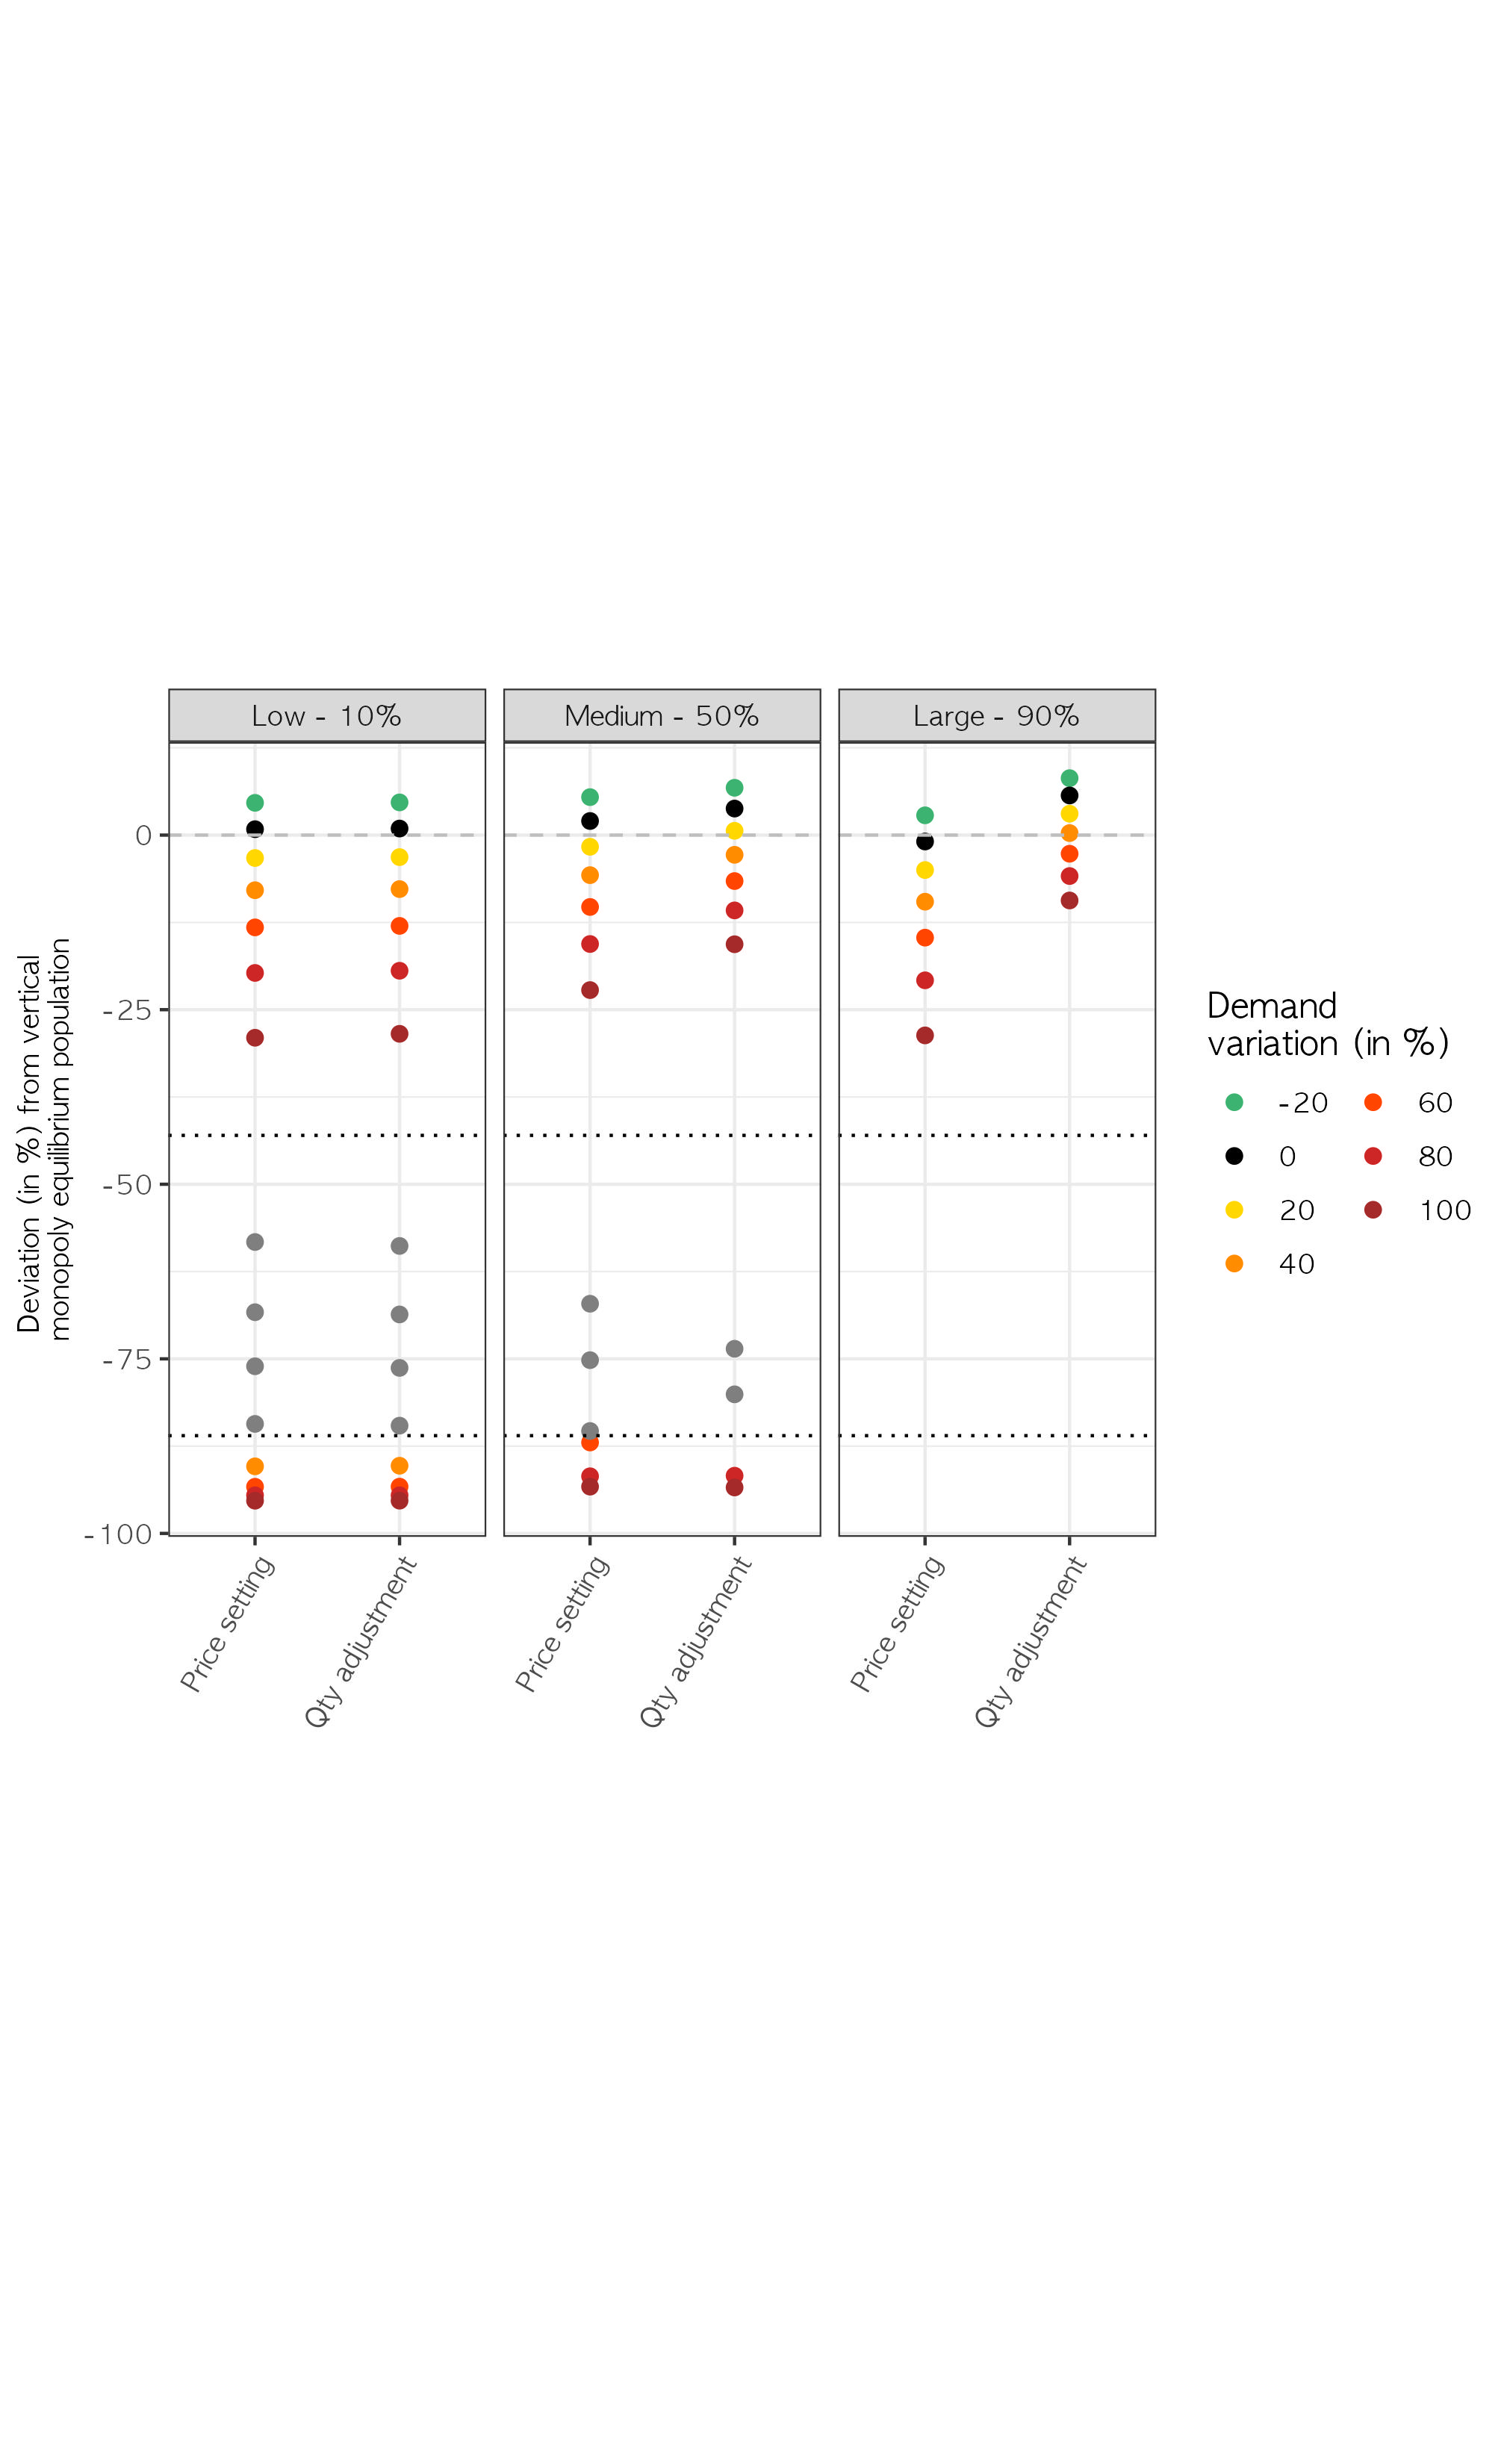 Low - 10%
Medium - 50%
Large - 90%
0
-25
-50
-75
-100
Deviation (in %) from vertical
monopoly equilibrium population
Price setting
Qty adjustment
Price setting
Qty adjustment
Price setting
Qty adjustment
Demand
variation (in %)
-20
0
20
40
60
80
100